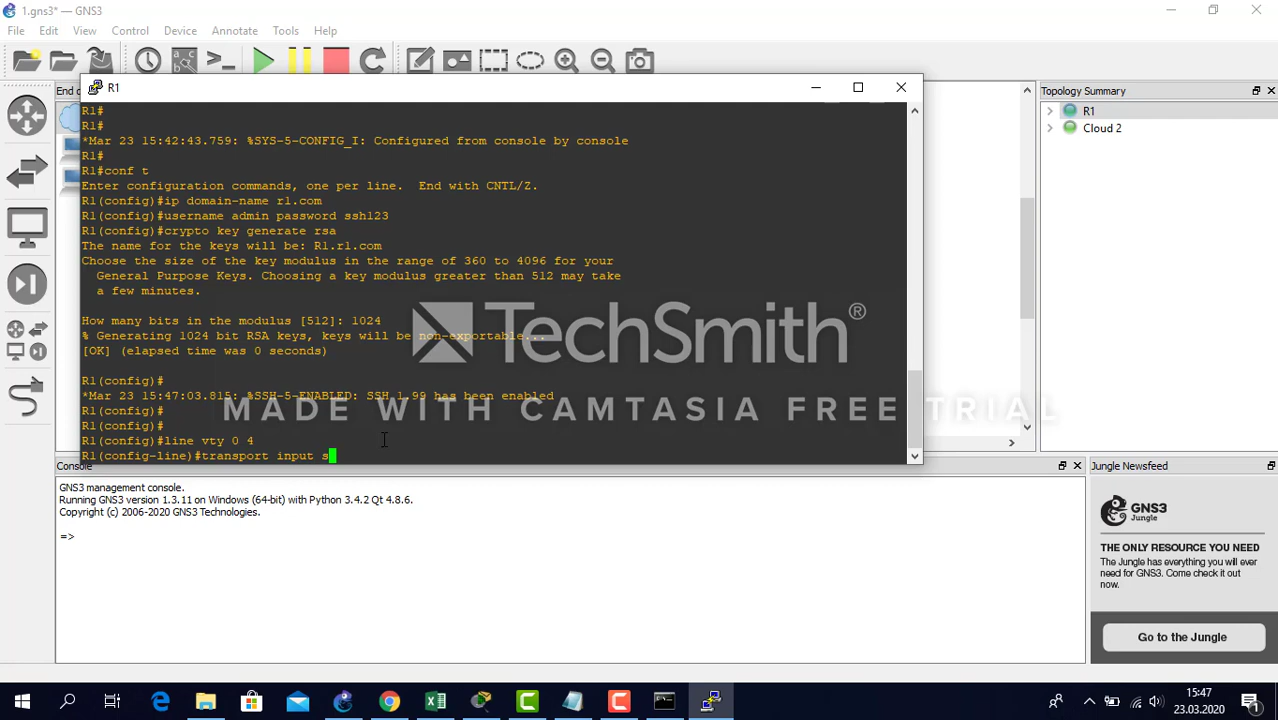 1.gns3* — GNS3
File Edit View Control Device Annotate Tools Help
End d
R1
R1#
R1#
*Mar 23 15:42:43.759: %SYS-5-CONFIG_I: Configured from console by console
R1#
R1#conf t
Enter configuration commands, one per line.  End with CNTL/Z.
R1(config)#ip domain-name r1.com
R1(config)#username admin password ssh123
R1(config)#crypto key generate rsa
The name for the keys will be: R1.r1.com
Choose the size of the key modulus in the range of 360 to 4096 for your
General Purpose Keys. Choosing a key modulus greater than 512 may take
a few minutes.
How many bits in the modulus [512]: 1024
% Generating 1024 bit RSA keys, keys will be non-exportable...
[OK] (elapsed time was 0 seconds)
R1(config)#
*Mar 23 15:47:03.815: %SSH-5-ENABLED: SSH 1.99 has been enabled
R1(config)#
R1(config)#
R1(config)#line vty 0 4
R1(config-line)#transport input s
TechSmith®
MADE WITH CAMTASIA FREE TRIAL
Topology Summary
R1
Cloud 2
Console
GNS3 management console.
Running GNS3 version 1.3.11 on Windows (64-bit) with Python 3.4.2 Qt 4.8.6.
Copyright (c) 2006-2020 GNS3 Technologies.
=>
Jungle Newsfeed
GNS3
Jungle
THE ONLY RESOURCE YOU NEED
The Jungle has everything you will ever
need for GNS3. Come check it out
now.
Go to the Jungle
15:47
23.03.2020